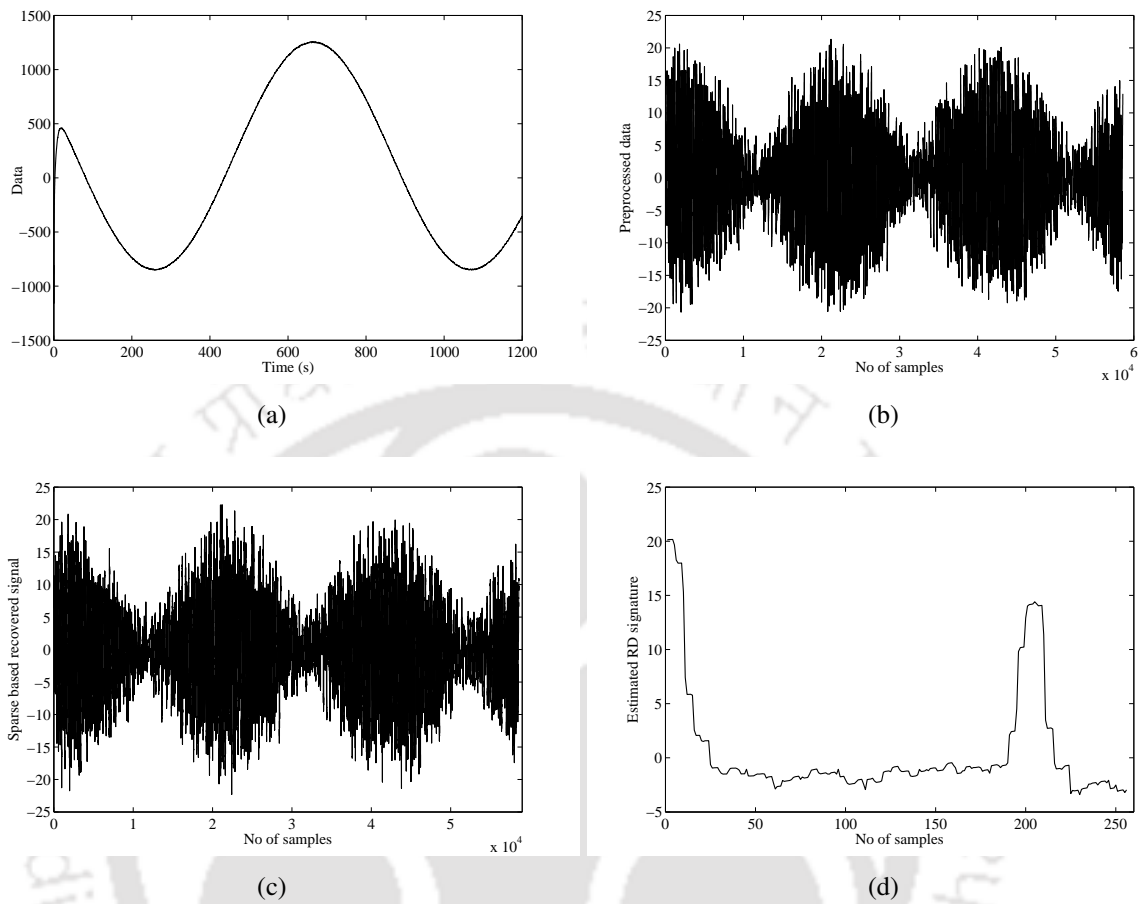 1500
1000
500
0
−500
−1000
−1500
Data
0 200 400 600 800 1000 1200
Time (s)
(a)
25
20
15
10
5
0
−5
−10
−15
−20
−25
Preprocessed data
0 1 2 3 4 5 6
x 10^4
No of samples
(b)
25
20
15
10
5
0
−5
−10
−15
−20
−25
Sparse based recovered signal
0 1 2 3 4 5
x 10^4
No of samples
(c)
25
20
15
10
5
0
−5
Estimated RD signature
0 50 100 150 200 250
No of samples
(d)